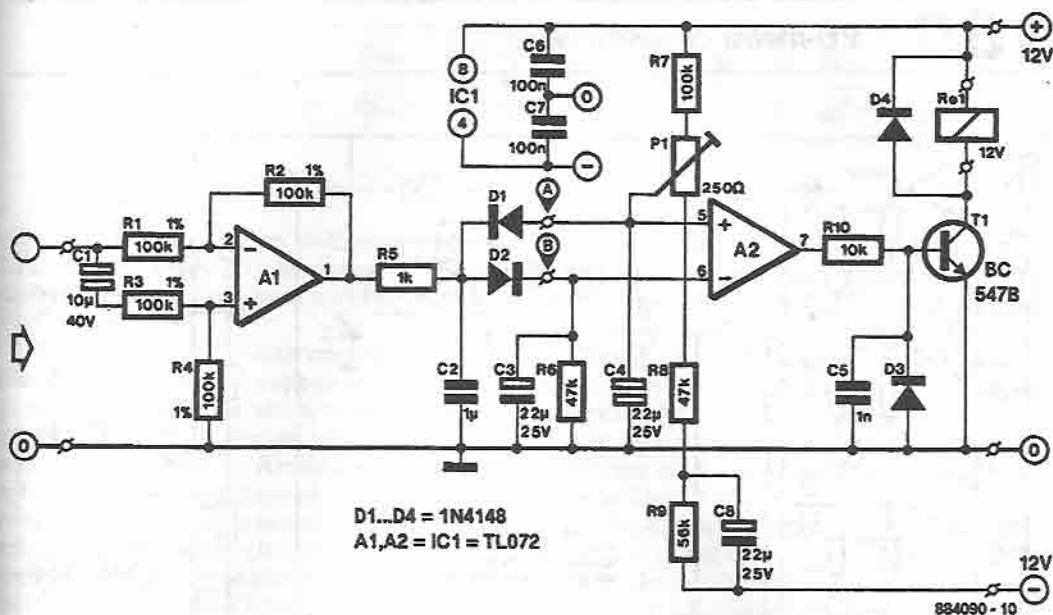 +
12V
8
IC1
4
C6
100n
0
C7
100n
−
R7
100k
P1
250Ω
D4
Re1
12V
R2 1%
100k
R1 1%
100k
C1
10µ
40V
R3 1%
100k
2
−
3
+
A1
1
R5
1k
D1
A
D2
B
5
+
6
−
A2
7
R10
10k
T1
BC
547B
R4
100k
1%
C2
1µ
C3
22µ
25V
R6
47k
C4
22µ
25V
R8
47k
C5
1n
D3
0
0
D1...D4 = 1N4148
A1,A2 = IC1 = TL072
R9
56k
C8
22µ
25V
12V
−
884090 - 10